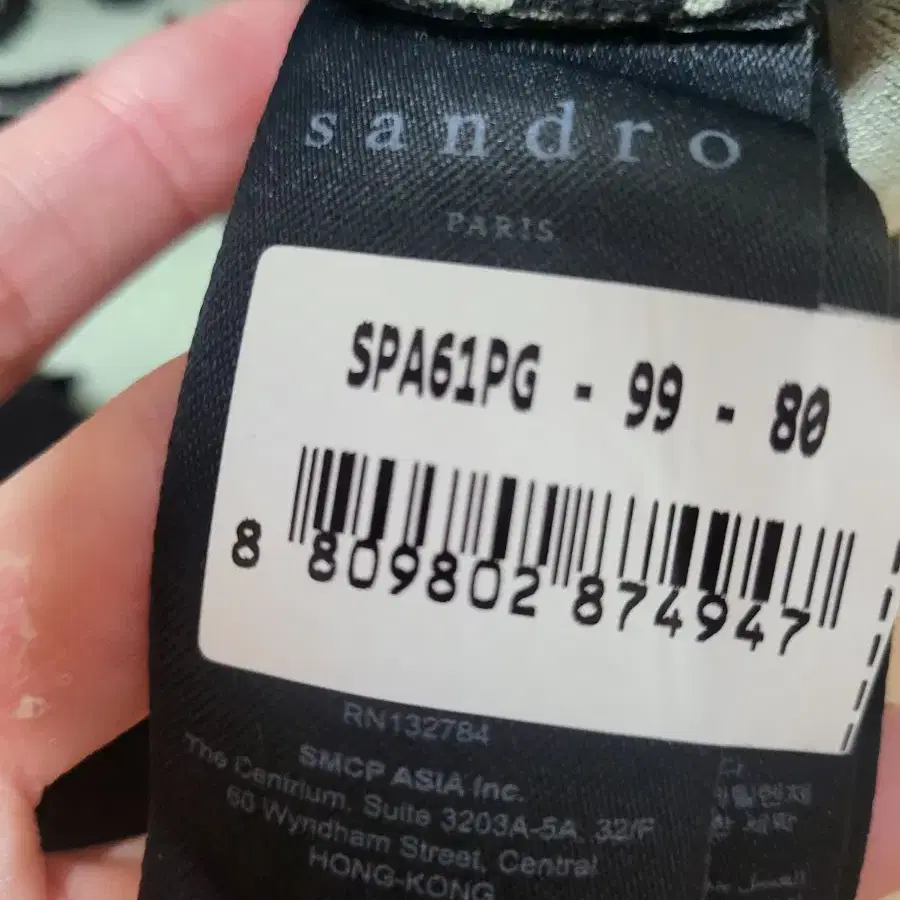 sandro
PARIS
SPA61PG - 99 - 80
8 809802 874947
RN132784
SMCP ASIA Inc.
The Centrium, Suite 3203A-5A, 32/F
60 Wyndham Street, Central
HONG-KONG